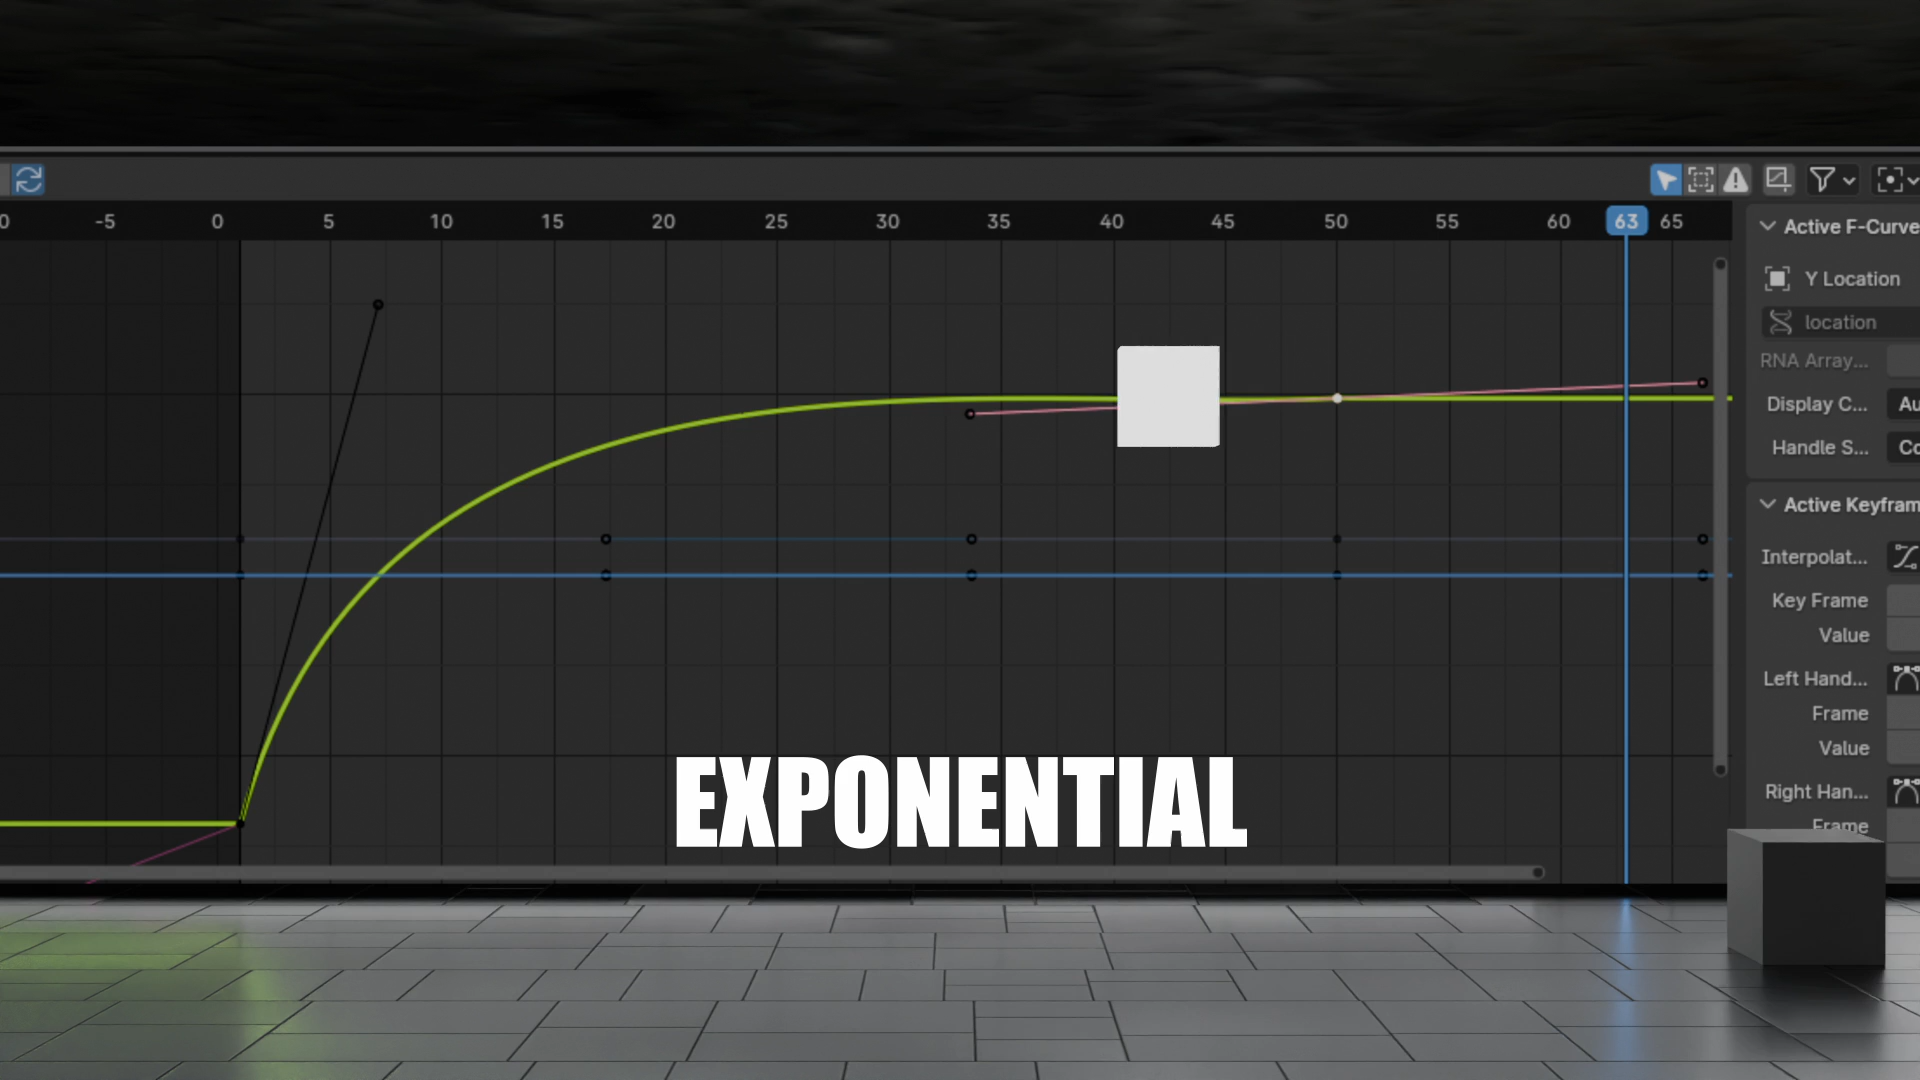 0 -5 0 5 10 15 20 25 30 35 40 45 50 55 60 63 65
Active F-Curve
Y Location
location
RNA Array...
Display C... Au
Handle S... Co
Active Keyfram
Interpolat...
Key Frame
Value
Left Hand...
Frame
Value
Right Han...
Frame
EXPONENTIAL